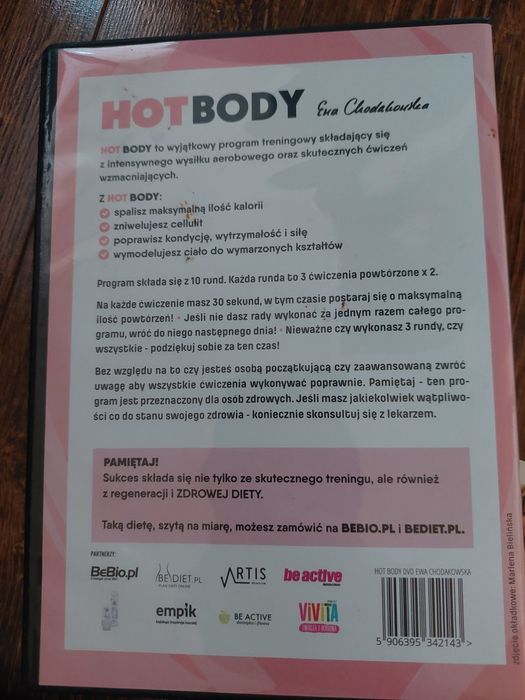 HOT BODY Ewa Chodakowska
HOT BODY to wyjątkowy program treningowy składający się
z intensywnego wysiłku aerobowego oraz skutecznych ćwiczeń
wzmacniających.
Z HOT BODY:
spalisz maksymalną ilość kalorii
zniwelujesz cellulit
poprawisz kondycję, wytrzymałość i siłę
wymodelujesz ciało do wymarzonych kształtów
Program składa się z 10 rund. Każda runda to 3 ćwiczenia powtórzone x 2.
Na każde ćwiczenie masz 30 sekund, w tym czasie postaraj się o maksymalną
ilość powtórzeń! • Jeśli nie dasz rady wykonać za jednym razem całego pro-
gramu, wróć do niego następnego dnia! • Nieważne czy wykonasz 3 rundy, czy
wszystkie - podziękuj sobie za ten czas!
Bez względu na to czy jesteś osobą początkującą czy zaawansowaną zwróć
uwagę aby wszystkie ćwiczenia wykonywać poprawnie. Pamiętaj - ten pro-
gram jest przeznaczony dla osób zdrowych. Jeśli masz jakiekolwiek wątpliwo-
ści co do stanu swojego zdrowia - koniecznie skonsultuj się z lekarzem.
PAMIĘTAJ!
Sukces składa się nie tylko ze skutecznego treningu, ale również
z regeneracji i ZDROWEJ DIETY.
Taką dietę, szytą na miarę, możesz zamówić na BEBIO.PL i BEDIET.PL.
PARTNERZY:
BeBio.pl
BEDIET.PL
ARTIS
be active
empik
BE ACTIVE
ViViTA
HOT BODY DVD EWA CHODAKOWSKA
5 906395 342143 >
zdjęcie okładkowe: Marlena Bielińska